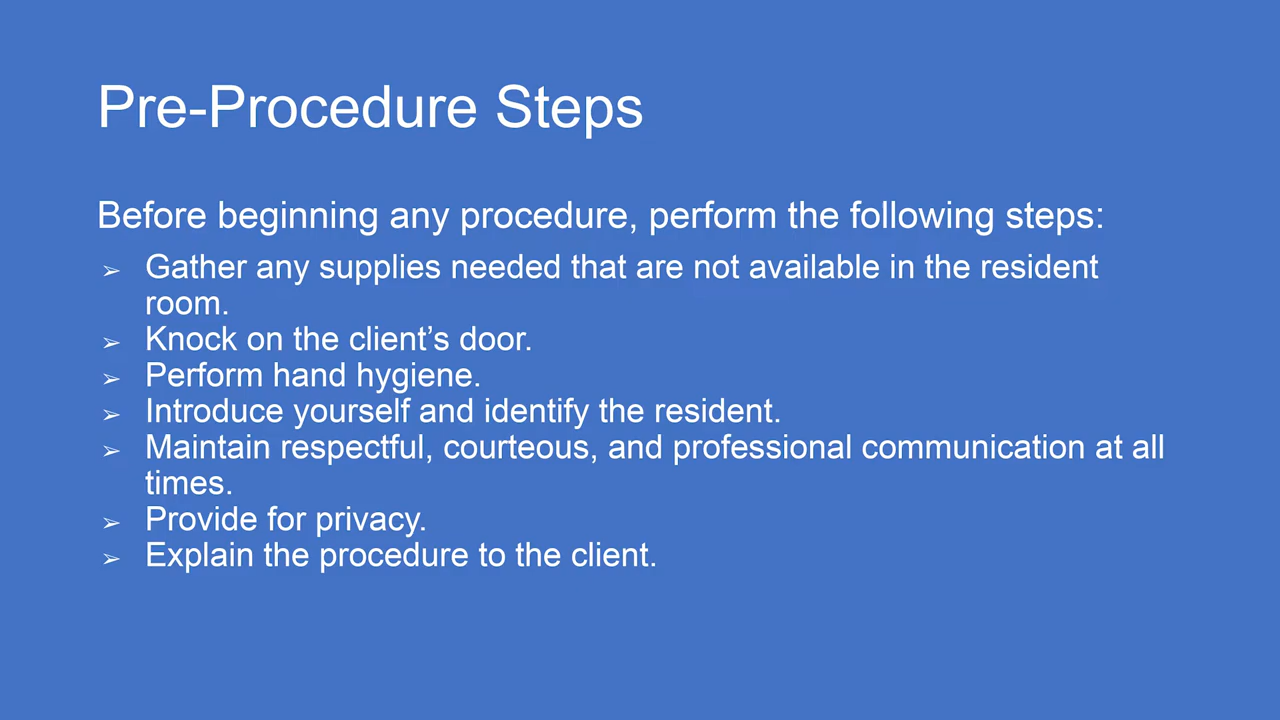 Pre-Procedure Steps
Before beginning any procedure, perform the following steps:
➢ Gather any supplies needed that are not available in the resident
room.
➢ Knock on the client’s door.
➢ Perform hand hygiene.
➢ Introduce yourself and identify the resident.
➢ Maintain respectful, courteous, and professional communication at all
times.
➢ Provide for privacy.
➢ Explain the procedure to the client.